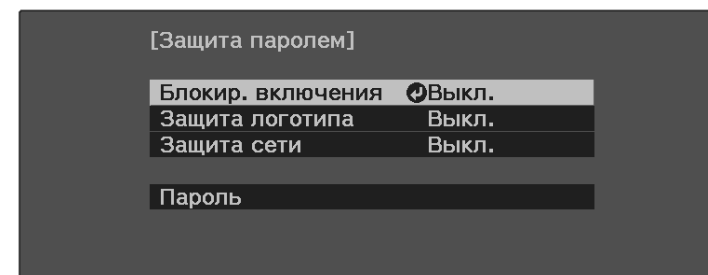 [Защита паролем]
Блокир. включения Выкл.
Защита логотипа Выкл.
Защита сети Выкл.
Пароль